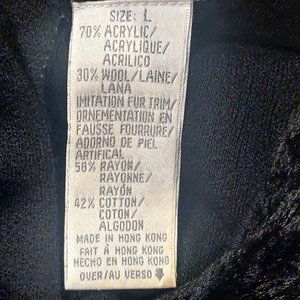 SIZE: L
70% ACRYLIC/
ACRYLIQUE/
ACRILICO
30% WOOL/LAINE/
LANA
IMITATION FUR TRIM/
ORNEMENTATION EN
FAUSSE FOURRURE/
ADORNO DE PIEL
ARTIFICAL
58% RAYON/
RAYONNE/
RAYÓN
42% COTTON/
COTON/
ALGODON
MADE IN HONG KONG
FAIT À HONG KONG
HECHO EN HONG KONG
OVER/AU VERSO